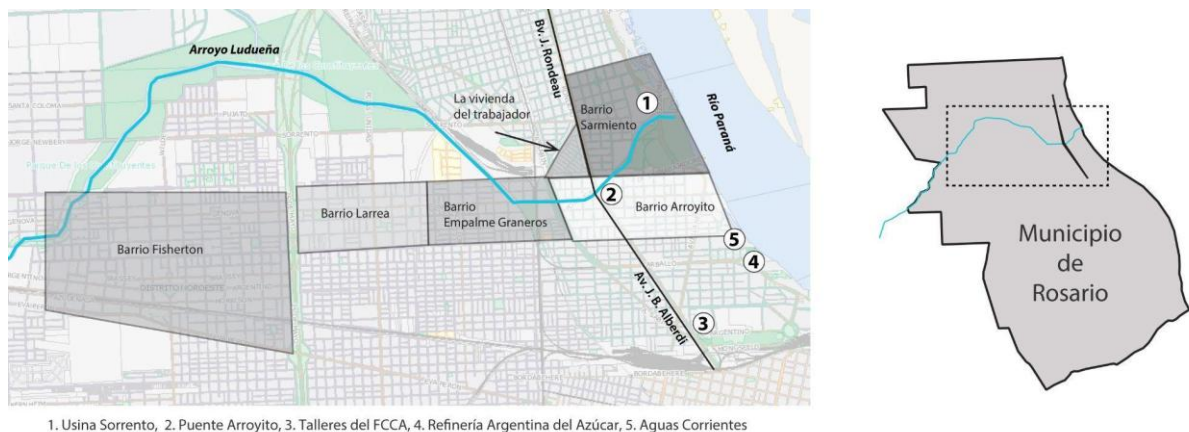 Arroyo Ludueña
Bv. J. Rondeau
La vivienda
del trabajador
Barrio
Sarmiento
1
Río Paraná
SORRENTO
2
Barrio Larrea
Barrio
Empalme Graneros
Barrio Arroyito
Barrio Fisherton
5
4
Av. J. B. Alberdi
3
Municipio
de
Rosario
1. Usina Sorrento, 2. Puente Arroyito, 3. Talleres del FCCA, 4. Refinería Argentina del Azúcar, 5. Aguas Corrientes